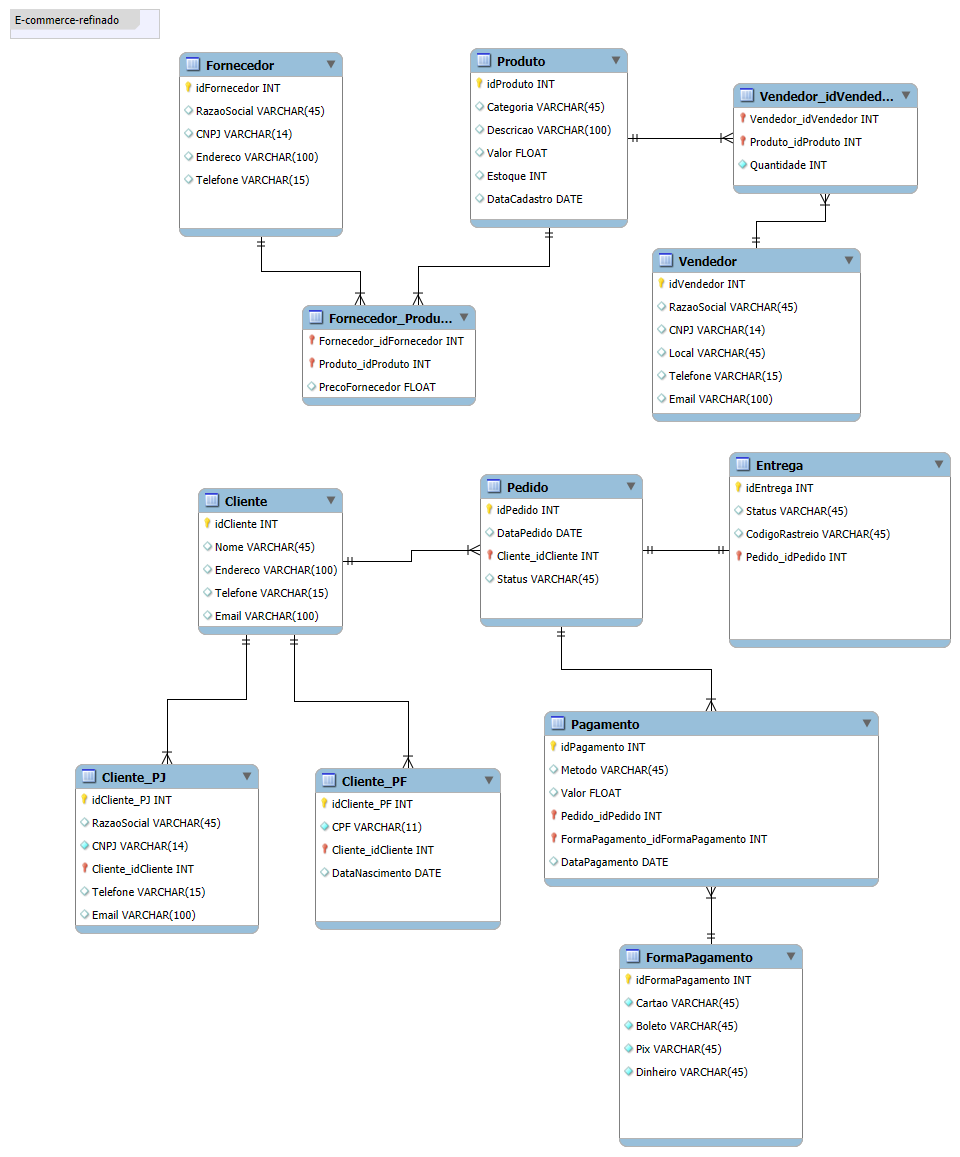 E-commerce-refinado
Fornecedor
idFornecedor INT
RazaoSocial VARCHAR(45)
CNPJ VARCHAR(14)
Endereco VARCHAR(100)
Telefone VARCHAR(15)
Produto
idProduto INT
Categoria VARCHAR(45)
Descricao VARCHAR(100)
Valor FLOAT
Estoque INT
DataCadastro DATE
Vendedor_idVended...
Vendedor_idVendedor INT
Produto_idProduto INT
Quantidade INT
Vendedor
idVendedor INT
RazaoSocial VARCHAR(45)
CNPJ VARCHAR(14)
Local VARCHAR(45)
Telefone VARCHAR(15)
Email VARCHAR(100)
Fornecedor_Produ...
Fornecedor_idFornecedor INT
Produto_idProduto INT
PrecoFornecedor FLOAT
Cliente
idCliente INT
Nome VARCHAR(45)
Endereco VARCHAR(100)
Telefone VARCHAR(15)
Email VARCHAR(100)
Pedido
idPedido INT
DataPedido DATE
Cliente_idCliente INT
Status VARCHAR(45)
Entrega
idEntrega INT
Status VARCHAR(45)
CodigoRastreio VARCHAR(45)
Pedido_idPedido INT
Cliente_PJ
idCliente_PJ INT
RazaoSocial VARCHAR(45)
CNPJ VARCHAR(14)
Cliente_idCliente INT
Telefone VARCHAR(15)
Email VARCHAR(100)
Cliente_PF
idCliente_PF INT
CPF VARCHAR(11)
Cliente_idCliente INT
DataNascimento DATE
Pagamento
idPagamento INT
Metodo VARCHAR(45)
Valor FLOAT
Pedido_idPedido INT
FormaPagamento_idFormaPagamento INT
DataPagamento DATE
FormaPagamento
idFormaPagamento INT
Cartao VARCHAR(45)
Boleto VARCHAR(45)
Pix VARCHAR(45)
Dinheiro VARCHAR(45)